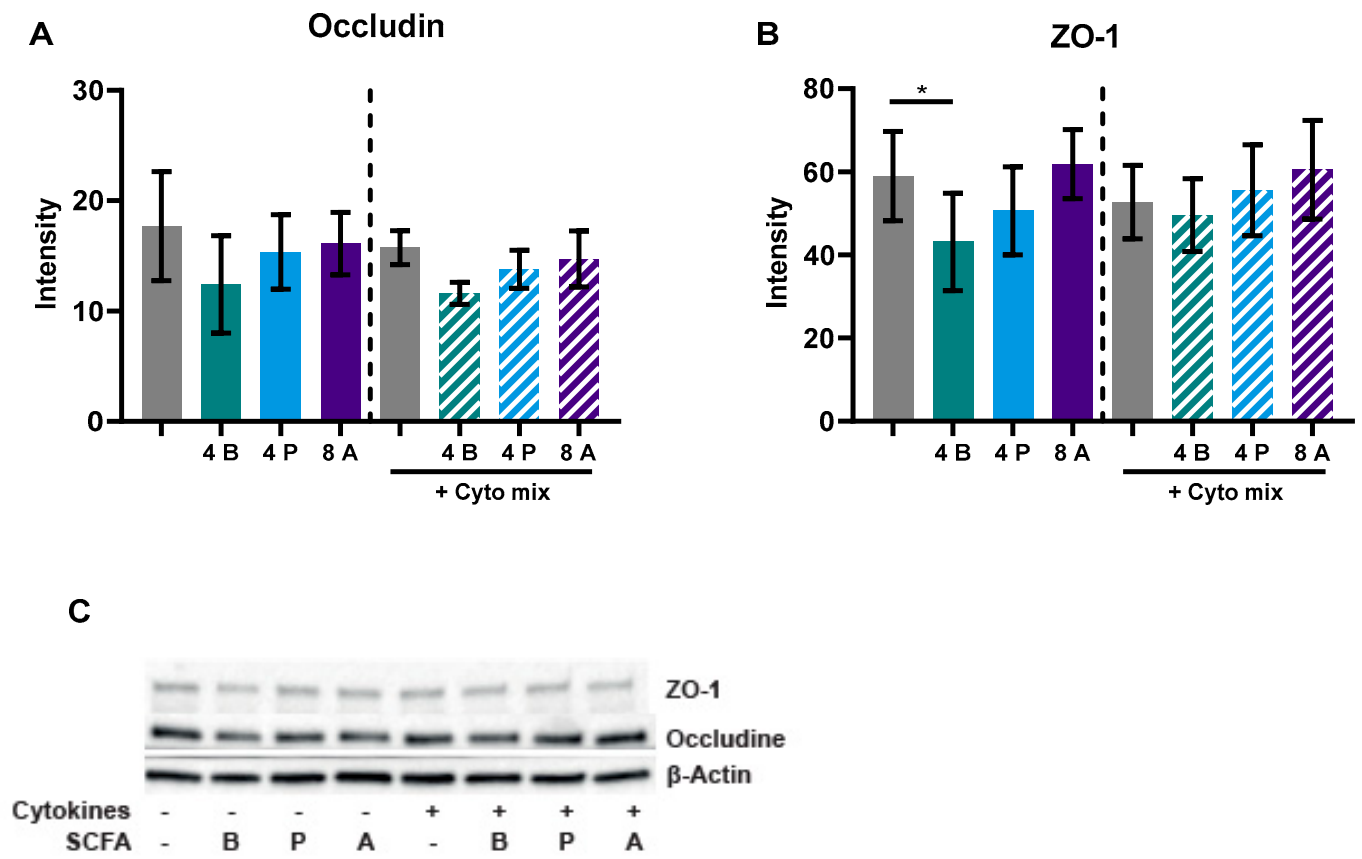 A
Occludin
30
20
10
0
Intensity
4 B 4 P 8 A 4 B 4 P 8 A
+ Cyto mix
B
ZO-1
80
60
40
20
0
Intensity
*
4 B 4 P 8 A 4 B 4 P 8 A
+ Cyto mix
C
ZO-1
Occludine
β-Actin
Cytokines - - - - + + + +
SCFA - B P A - B P A